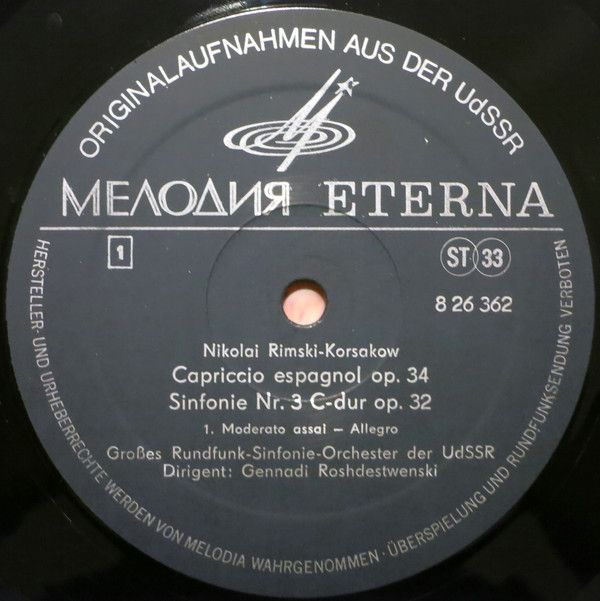 ORIGINALAUFNAHMEN AUS DER UdSSR
МЕЛОДИЯ ETERNA
1
ST 33
8 26 362
Nikolai Rimski-Korsakow
Capriccio espagnol op. 34
Sinfonie Nr. 3 C-dur op. 32
1. Moderato assai – Allegro
Großes Rundfunk-Sinfonie-Orchester der UdSSR
Dirigent: Gennadi Roshdestwenski
HERSTELLER- UND URHEBERRECHTE WERDEN VON MELODIA WAHRGENOMMEN · ÜBERSPIELUNG UND RUNDFUNKSENDUNG VERBOTEN